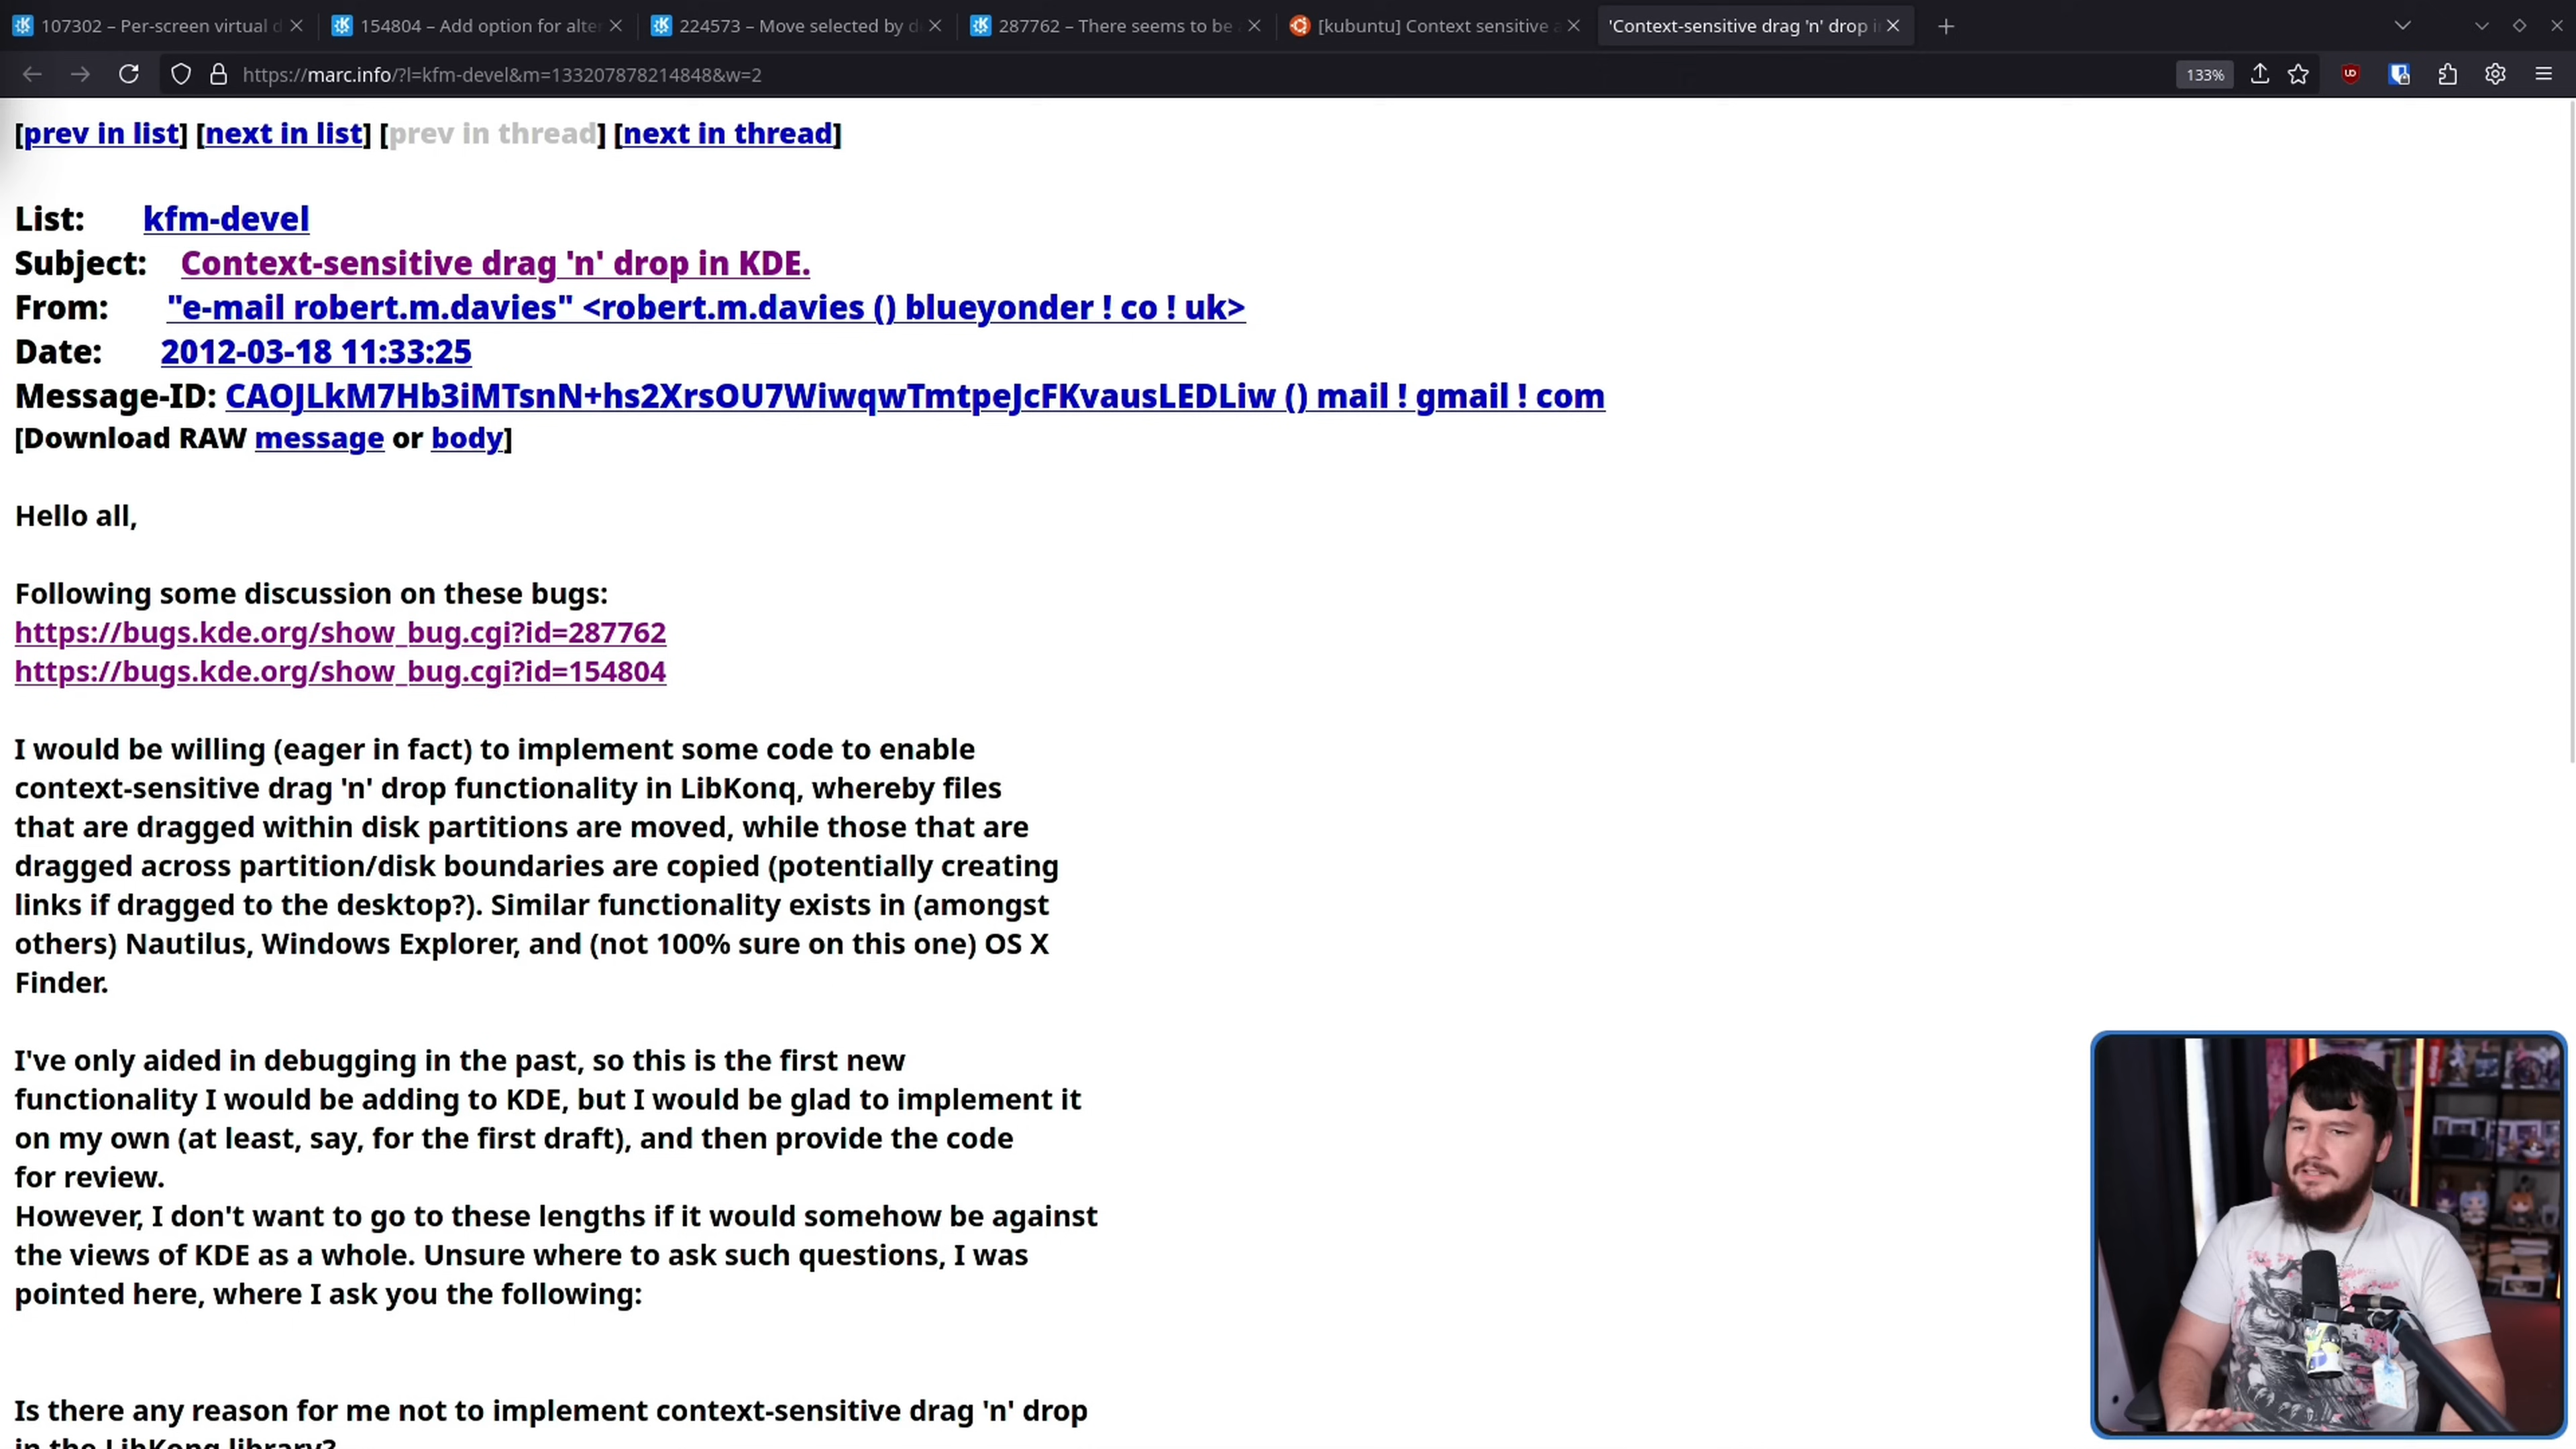 107302 – Per-screen virtual d
154804 – Add option for alter
224573 – Move selected by d
287762 – There seems to be a
[kubuntu] Context sensitive a
'Context-sensitive drag 'n' drop i
https://marc.info/?l=kfm-devel&m=133207878214848&w=2
133%
[prev in list] [next in list] [prev in thread] [next in thread]
List: kfm-devel
Subject: Context-sensitive drag 'n' drop in KDE.
From: "e-mail robert.m.davies" <robert.m.davies () blueyonder ! co ! uk>
Date: 2012-03-18 11:33:25
Message-ID: CAOJLkM7Hb3iMTsnN+hs2XrsOU7WiwqwTmtpeJcFKvausLEDLiw () mail ! gmail ! com
[Download RAW message or body]
Hello all,
Following some discussion on these bugs:
https://bugs.kde.org/show_bug.cgi?id=287762
https://bugs.kde.org/show_bug.cgi?id=154804
I would be willing (eager in fact) to implement some code to enable
context-sensitive drag 'n' drop functionality in LibKonq, whereby files
that are dragged within disk partitions are moved, while those that are
dragged across partition/disk boundaries are copied (potentially creating
links if dragged to the desktop?). Similar functionality exists in (amongst
others) Nautilus, Windows Explorer, and (not 100% sure on this one) OS X
Finder.
I've only aided in debugging in the past, so this is the first new
functionality I would be adding to KDE, but I would be glad to implement it
on my own (at least, say, for the first draft), and then provide the code
for review.
However, I don't want to go to these lengths if it would somehow be against
the views of KDE as a whole. Unsure where to ask such questions, I was
pointed here, where I ask you the following:
Is there any reason for me not to implement context-sensitive drag 'n' drop
in the LibKonq library?